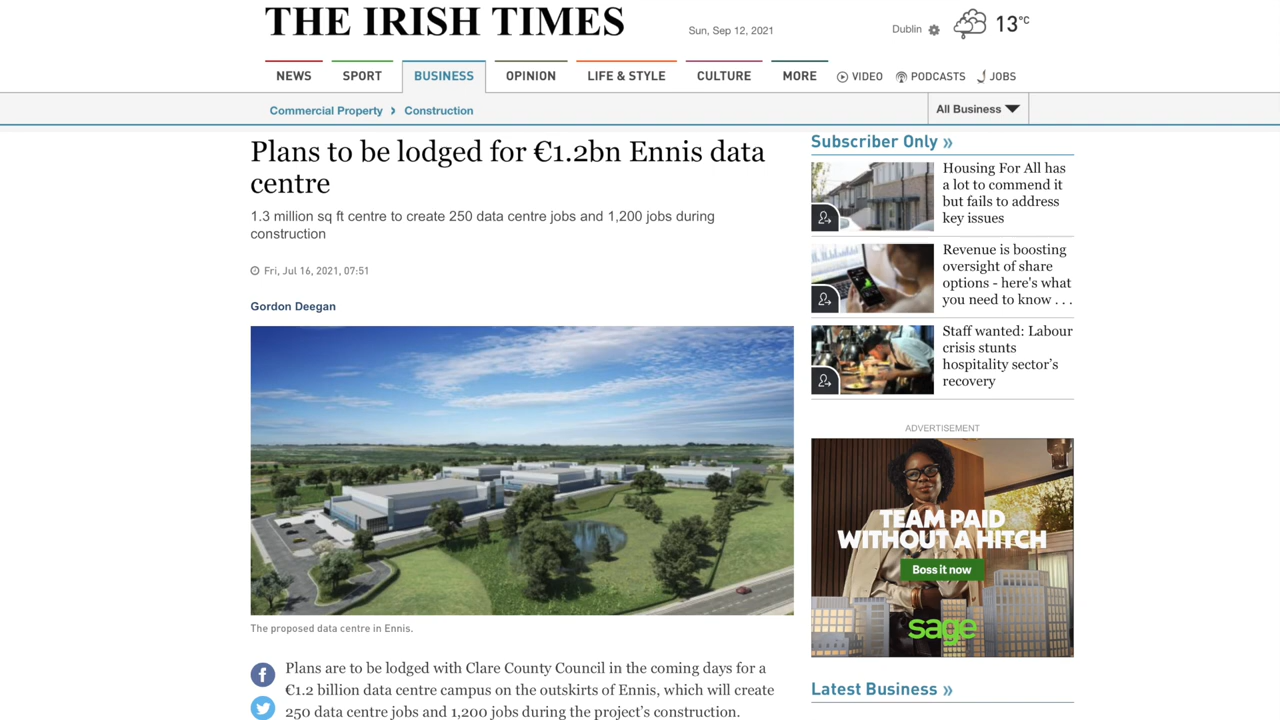 THE IRISH TIMES
Sun, Sep 12, 2021
Dublin
13°C
NEWS
SPORT
BUSINESS
OPINION
LIFE & STYLE
CULTURE
MORE
VIDEO
PODCASTS
JOBS
Commercial Property > Construction
All Business
Plans to be lodged for €1.2bn Ennis data
centre
1.3 million sq ft centre to create 250 data centre jobs and 1,200 jobs during
construction
Fri, Jul 16, 2021, 07:51
Gordon Deegan
The proposed data centre in Ennis.
f
Plans are to be lodged with Clare County Council in the coming days for a
€1.2 billion data centre campus on the outskirts of Ennis, which will create
250 data centre jobs and 1,200 jobs during the project's construction.
Subscriber Only »
Housing For All has
a lot to commend it
but fails to address
key issues
Revenue is boosting
oversight of share
options - here's what
you need to know . . .
Staff wanted: Labour
crisis stunts
hospitality sector's
recovery
ADVERTISEMENT
TEAM PAID
WITHOUT A HITCH
Boss it now
sage
Latest Business »